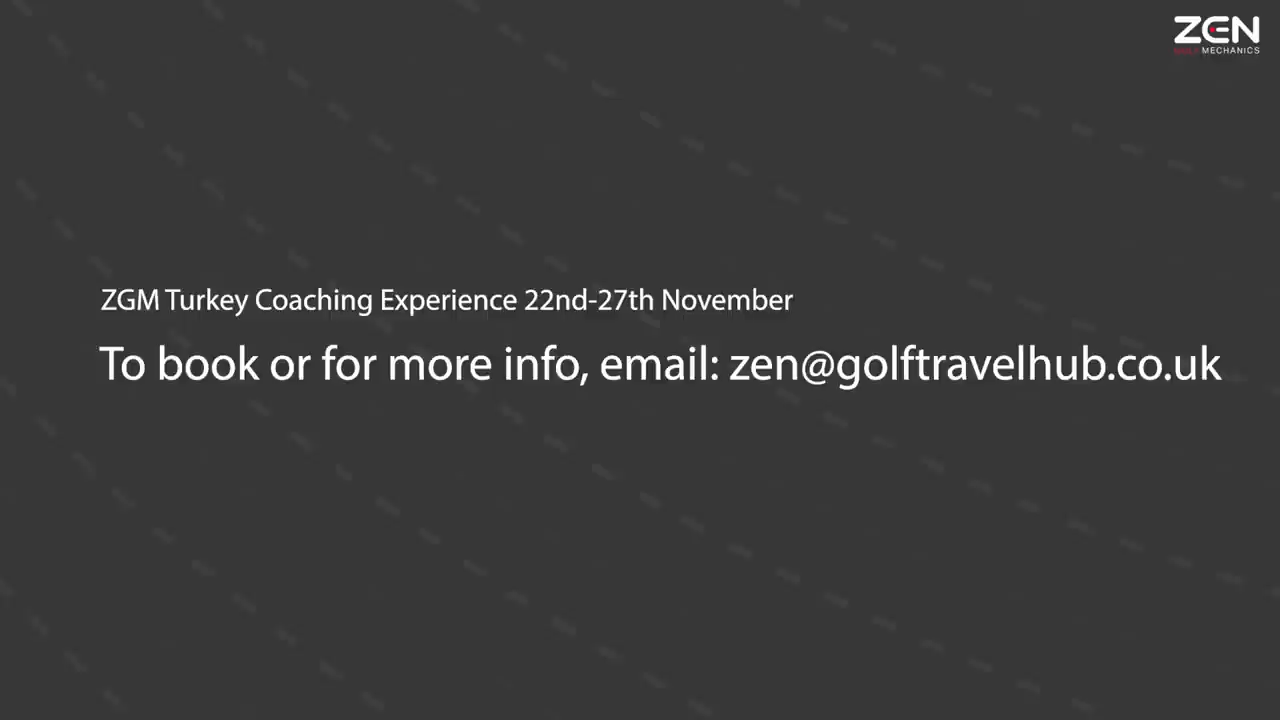 ZEN
GOLF MECHANICS
ZGM Turkey Coaching Experience 22nd-27th November
To book or for more info, email: zen@golftravelhub.co.uk